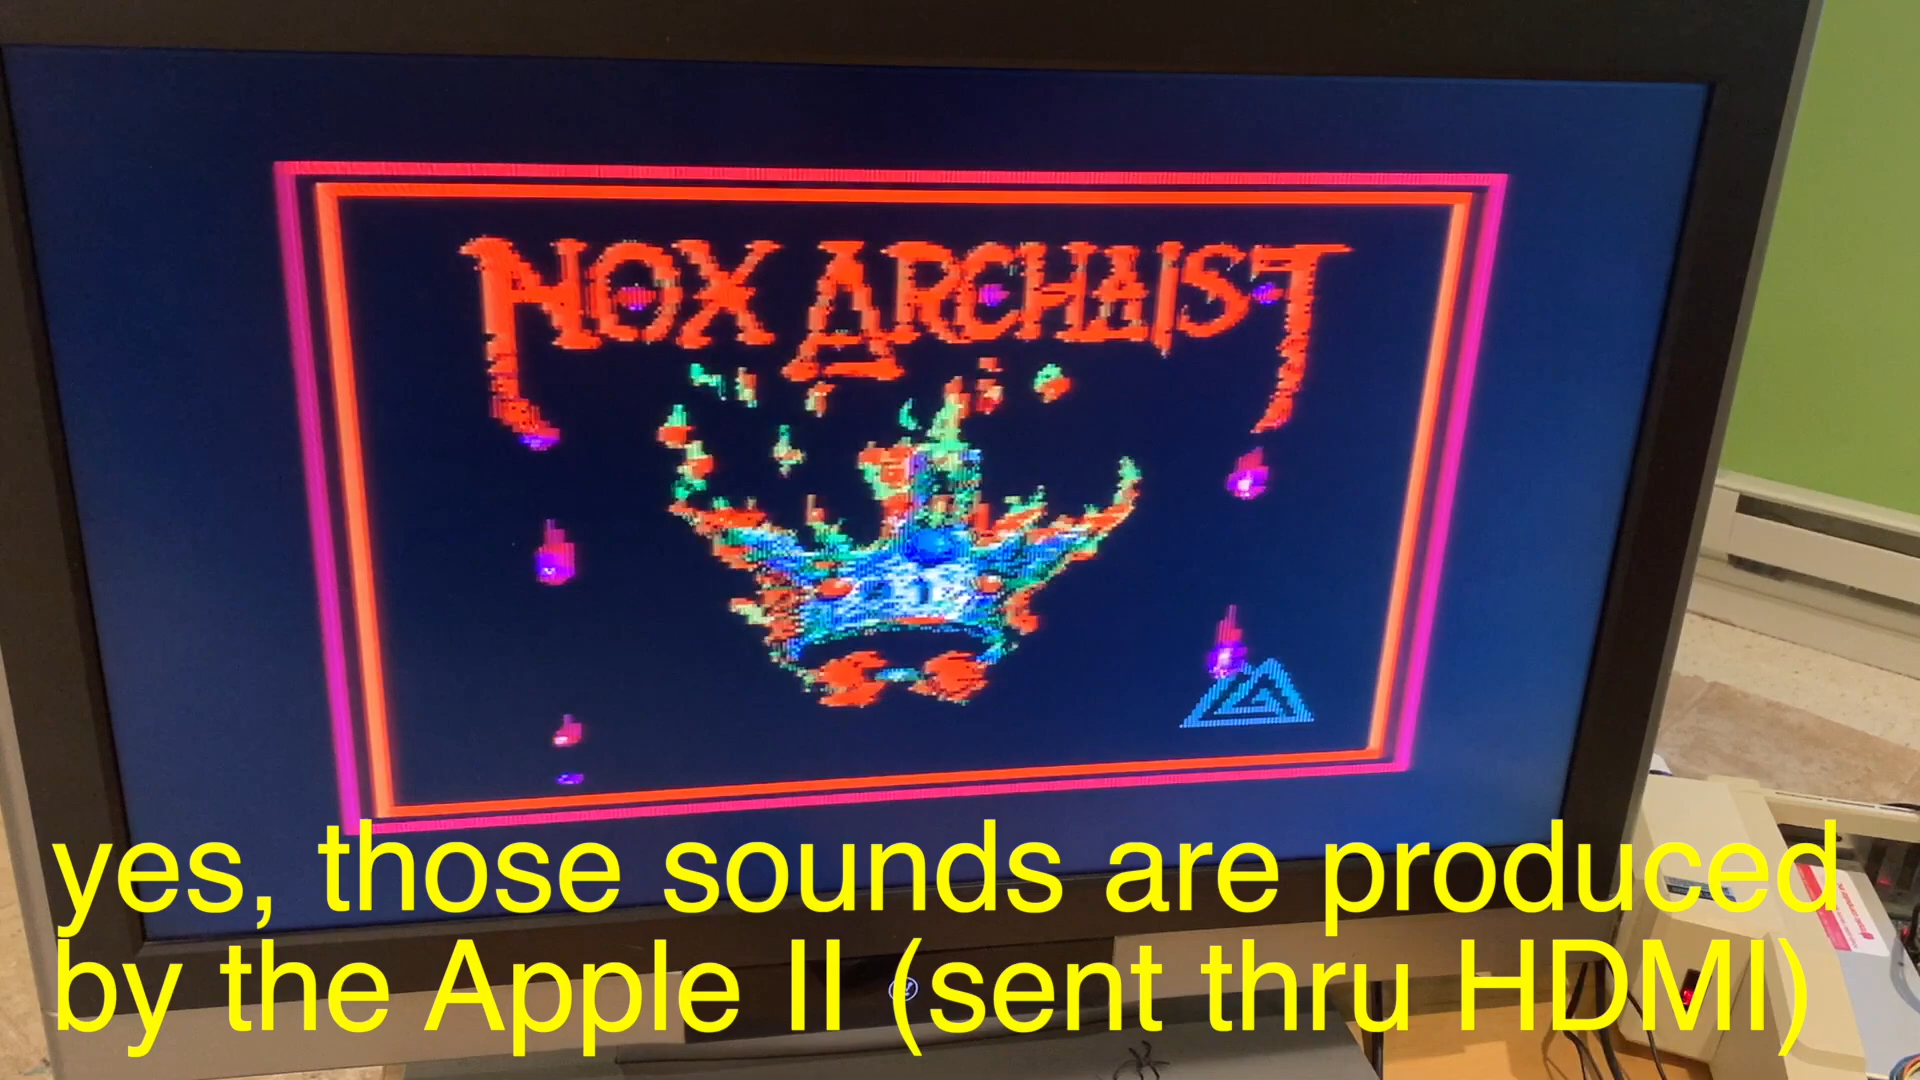 NOX ARCHAIST
yes, those sounds are produced
by the Apple II (sent thru HDMI)